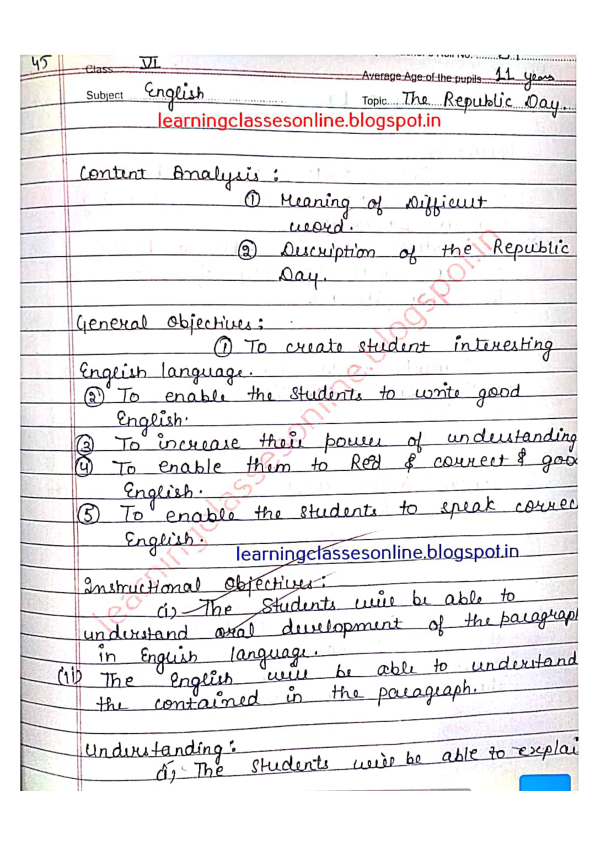 45
Class VI
Average Age of the pupils 11 years
Subject English
Topic The Republic Day.
learningclassesonline.blogspot.in
Content Analysis :
① Meaning of Difficult
word.
② Description of the Republic
Day.
General Objectives :
① To create student interesting
English language.
② To enable the students to write good
English.
③ To increase their power of understanding
④ To enable them to Red & correct & good
English.
⑤ To enable the students to speak correc
English.
learningclassesonline.blogspot.in
Instructional Objectives :
(i) The Students will be able to
understand oral development of the paragraph
in English language.
(ii) The English will be able to understand
the contained in the paragraph.
Understanding :
(i) The students will be able to explai
learningclassesonline.blogspot.in